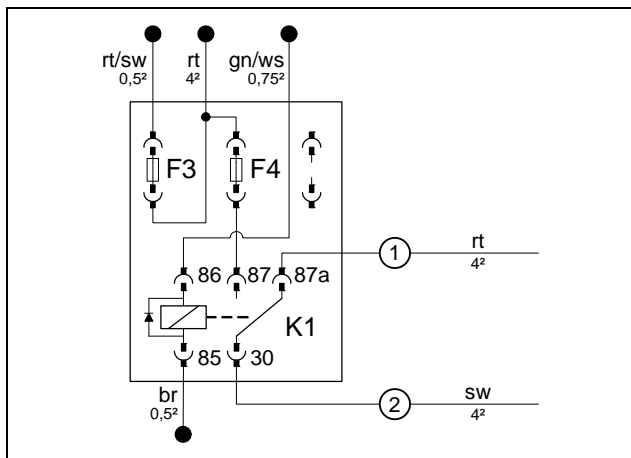 rt/sw rt gn/ws
0,5² 4² 0,75²
F3 F4
1 rt
4²
86 87 87a
K1
85 30
2 sw
4²
br
0,5²